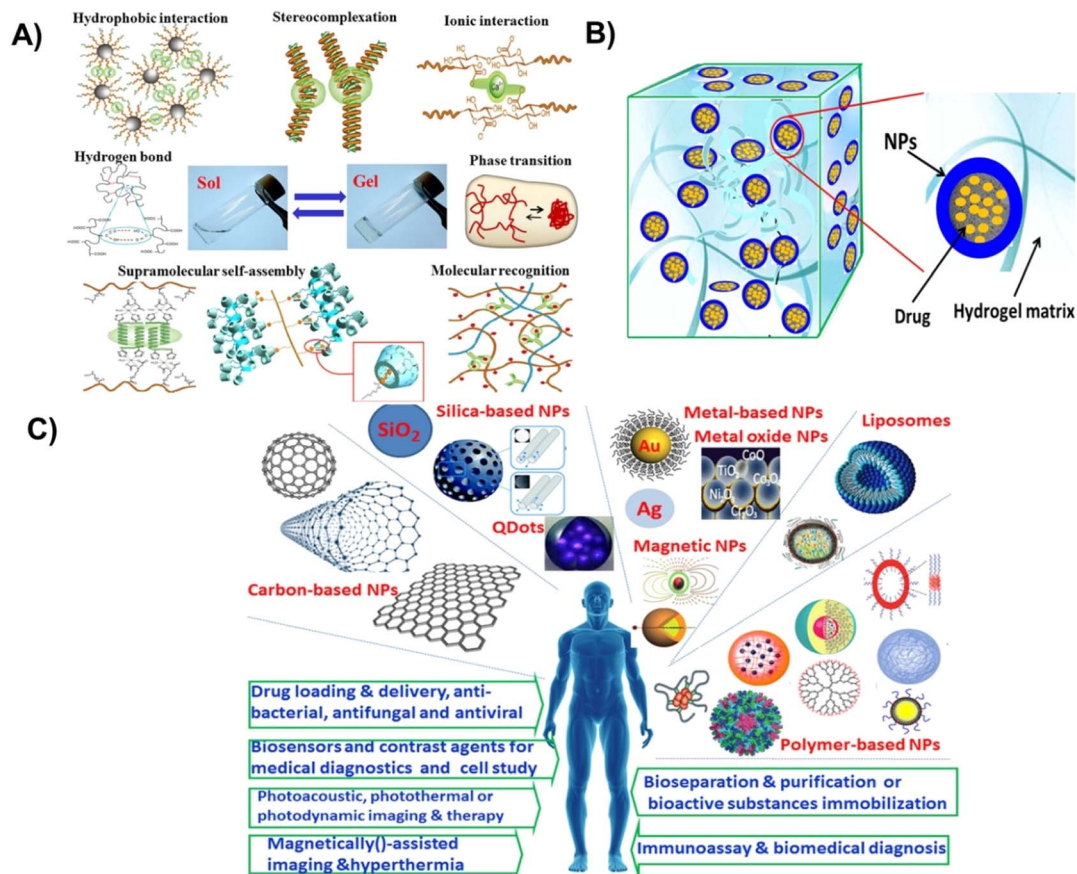 A)
Hydrophobic interaction
Stereocomplexation
Ionic interaction
Hydrogen bond
Sol
Gel
Phase transition
Supramolecular self-assembly
Molecular recognition
B)
NPs
Drug
Hydrogel matrix
C)
SiO2
Silica-based NPs
QDots
Carbon-based NPs
Metal-based NPs
Metal oxide NPs
Au
Ag
CoO
Magnetic NPs
Liposomes
Polymer-based NPs
Drug loading & delivery, anti-
bacterial, antifungal and antiviral
Biosensors and contrast agents for
medical diagnostics and cell study
Photoacoustic, photothermal or
photodynamic imaging & therapy
Magnetically()-assisted
imaging &hyperthermia
Bioseparation & purification or
bioactive substances immobilization
Immunoassay & biomedical diagnosis